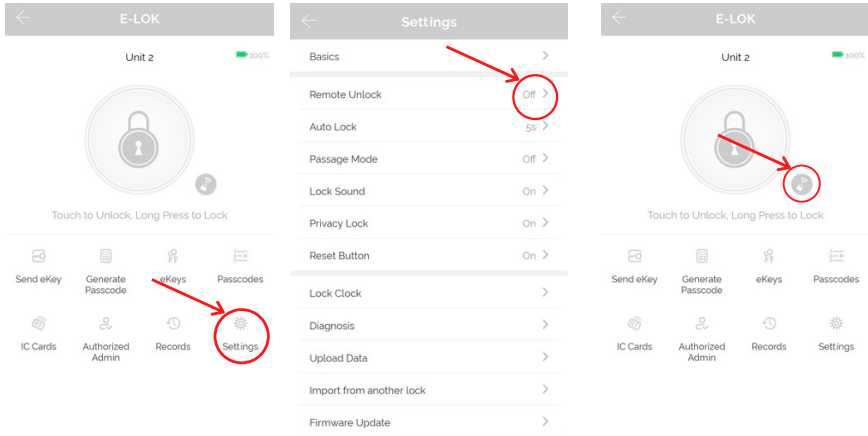 E-LOK
Unit 2
100%
Touch to Unlock, Long Press to Lock
Send eKey
Generate Passcode
eKeys
Passcodes
IC Cards
Authorized Admin
Records
Settings
Settings
Basics
Remote Unlock Off
Auto Lock 5s
Passage Mode Off
Lock Sound On
Privacy Lock On
Reset Button On
Lock Clock
Diagnosis
Upload Data
Import from another lock
Firmware Update
E-LOK
Unit 2
100%
Touch to Unlock, Long Press to Lock
Send eKey
Generate Passcode
eKeys
Passcodes
IC Cards
Authorized Admin
Records
Settings